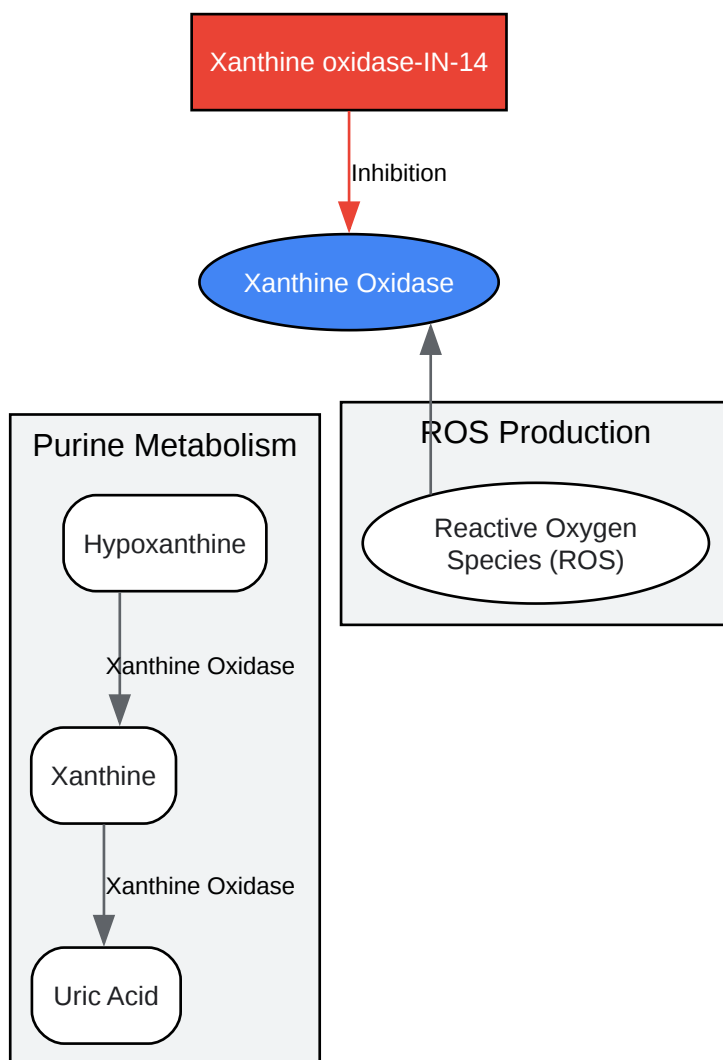 Xanthine oxidase-IN-14
Inhibition
Xanthine Oxidase
Purine Metabolism
Hypoxanthine
Xanthine Oxidase
Xanthine
Xanthine Oxidase
Uric Acid
ROS Production
Reactive Oxygen
Species (ROS)